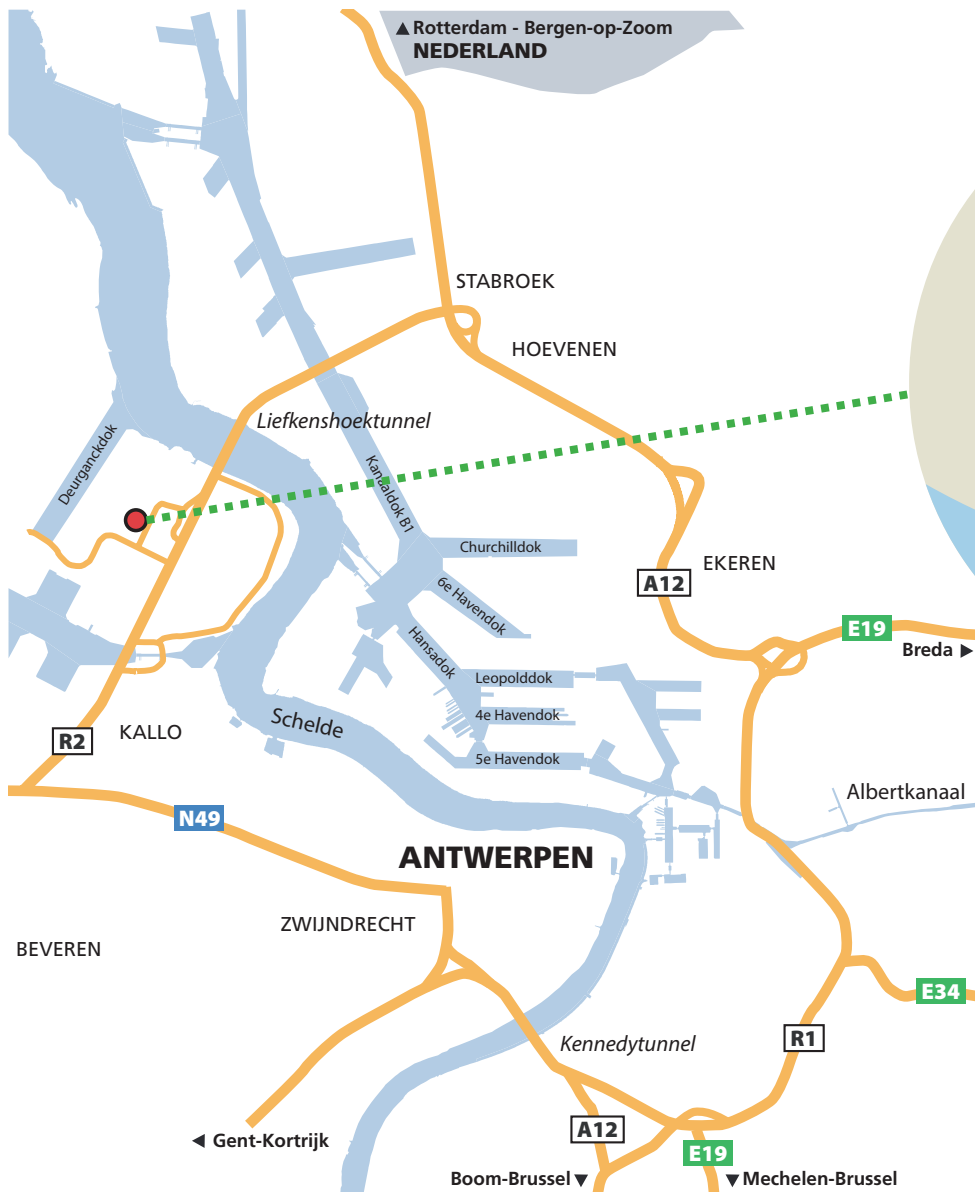 ▲ Rotterdam - Bergen-op-Zoom
NEDERLAND
STABROEK
HOEVENEN
Liefkenshoektunnel
Deurganckdok
Kanaaldok B1
Churchilldok
EKEREN
A12
6e Havendok
E19
Breda ▶
Hansadok
Leopolddok
Schelde
4e Havendok
KALLO
R2
5e Havendok
Albertkanaal
N49
ANTWERPEN
ZWIJNDRECHT
BEVEREN
E34
R1
Kennedytunnel
A12
◀ Gent-Kortrijk
E19
Boom-Brussel ▼
▼ Mechelen-Brussel